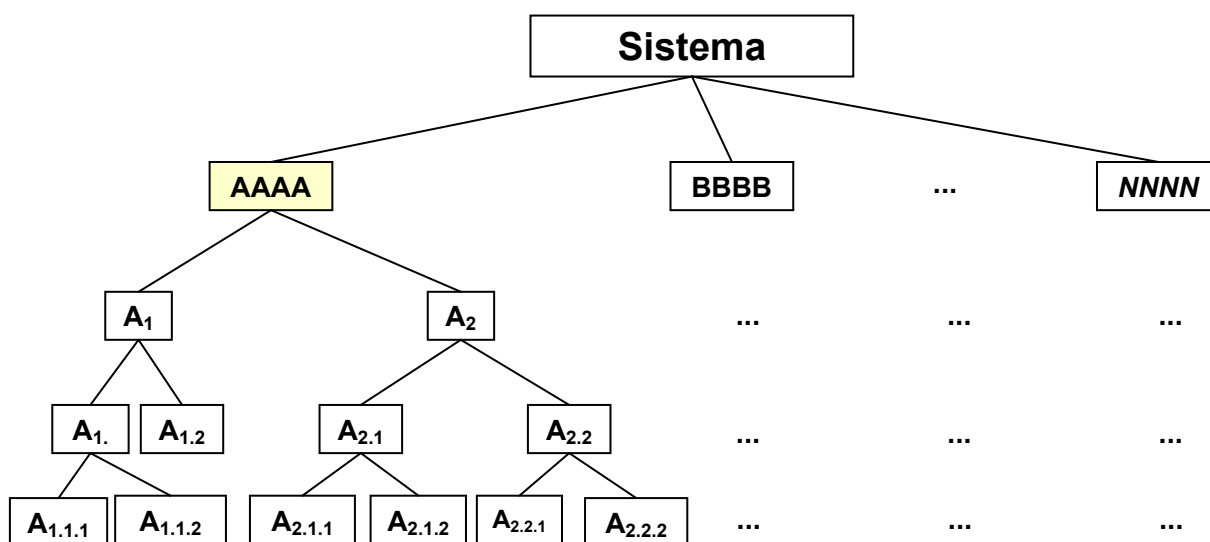 Sistema
AAAA BBBB ... NNNN
A₁ A₂ ... ... ...
A₁. A₁.₂ A₂.₁ A₂.₂ ... ... ...
A₁.₁.₁ A₁.₁.₂ A₂.₁.₁ A₂.₁.₂ A₂.₂.₁ A₂.₂.₂ ... ... ...